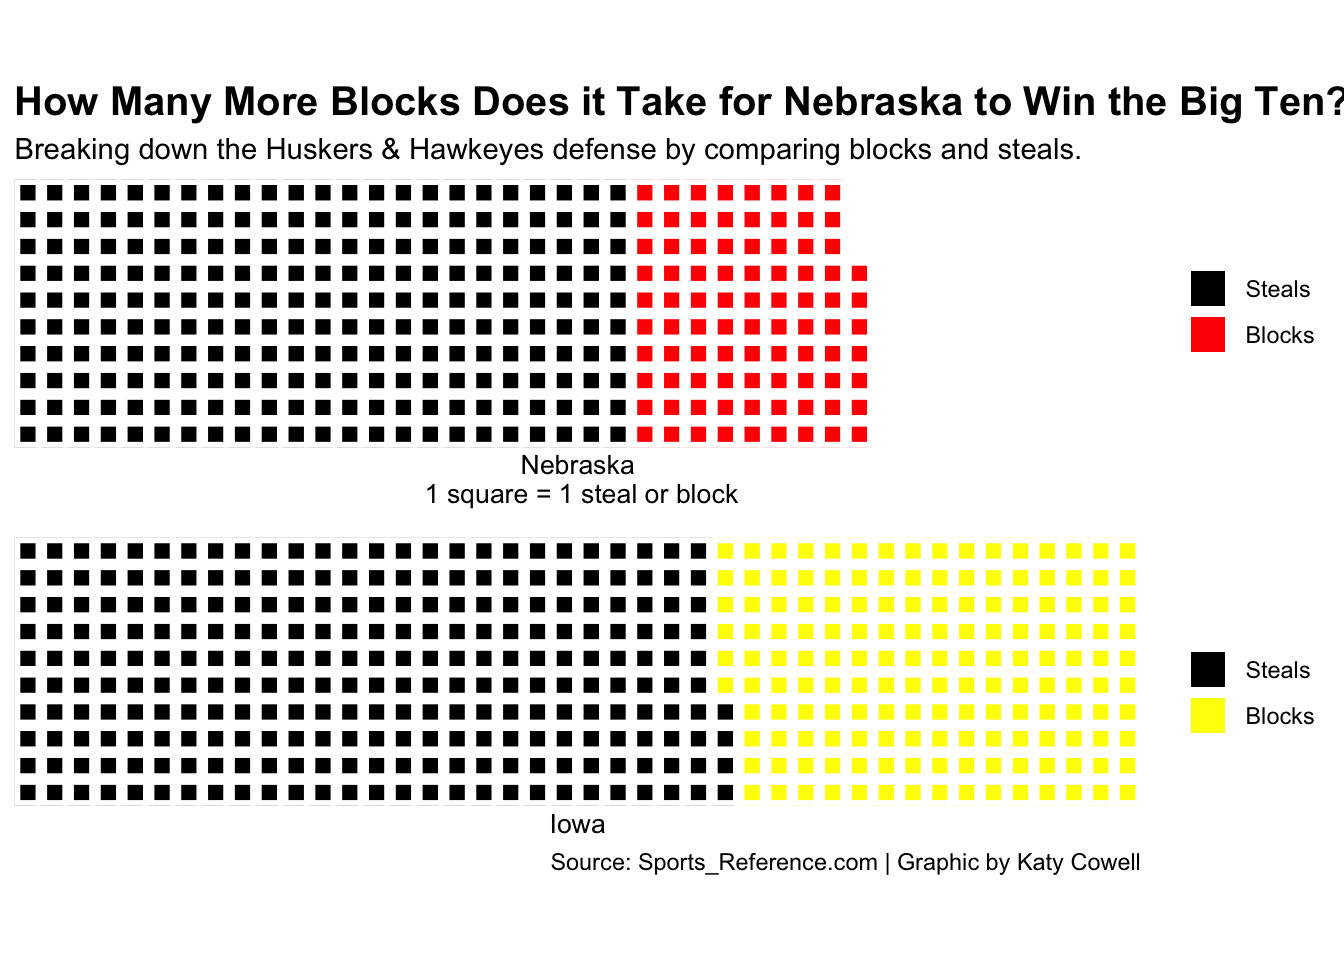 How Many More Blocks Does it Take for Nebraska to Win the Big Ten?
Breaking down the Huskers & Hawkeyes defense by comparing blocks and steals.
Steals
Blocks
Nebraska
1 square = 1 steal or block
Steals
Blocks
Iowa
Source: Sports_Reference.com | Graphic by Katy Cowell